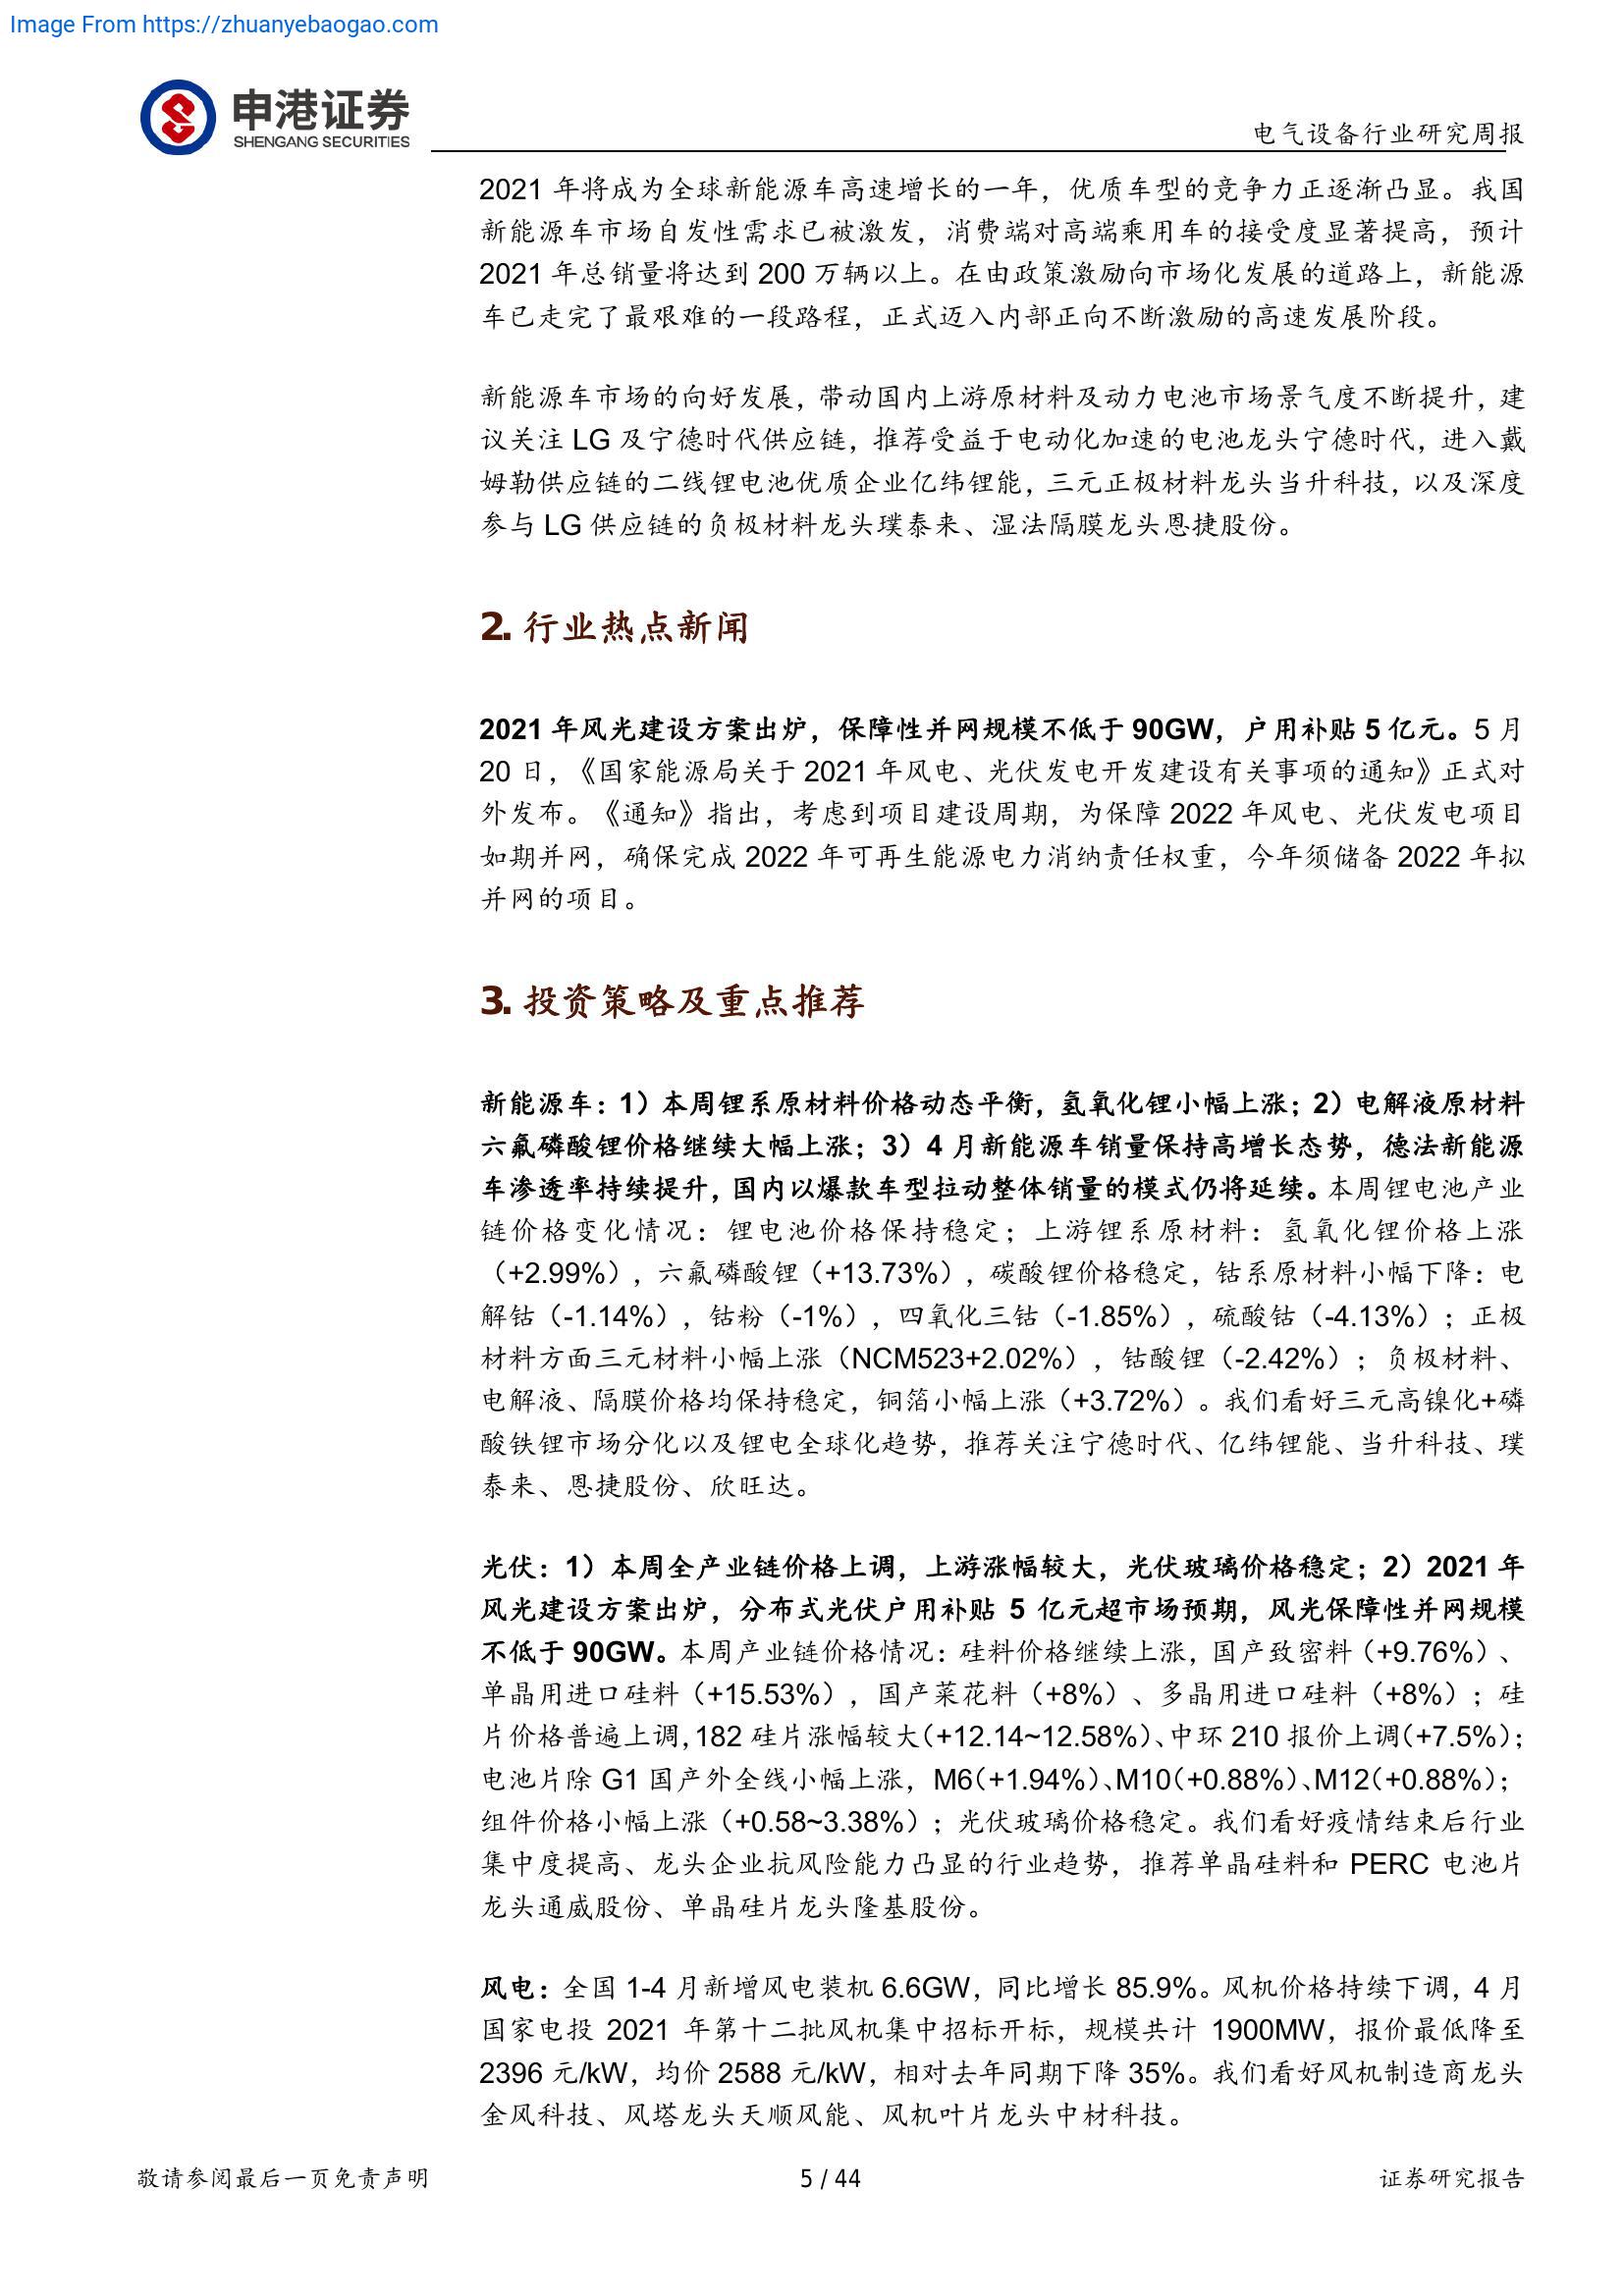 Image From https://zhuanyebaogao.com
申港证券
SHENGANG SECURITIES
电气设备行业研究周报
2021 年将成为全球新能源车高速增长的一年，优质车型的竞争力正逐渐凸显。我国
新能源车市场自发性需求已被激发，消费端对高端乘用车的接受度显著提高，预计
2021 年总销量将达到 200 万辆以上。在由政策激励向市场化发展的道路上，新能源
车已走完了最艰难的一段路程，正式迈入内部正向不断激励的高速发展阶段。
新能源车市场的向好发展，带动国内上游原材料及动力电池市场景气度不断提升，建
议关注 LG 及宁德时代供应链，推荐受益于电动化加速的电池龙头宁德时代，进入戴
姆勒供应链的二线锂电池优质企业亿纬锂能，三元正极材料龙头当升科技，以及深度
参与 LG 供应链的负极材料龙头璞泰来、湿法隔膜龙头恩捷股份。
2. 行业热点新闻
2021 年风光建设方案出炉，保障性并网规模不低于 90GW，户用补贴 5 亿元。5 月
20 日，《国家能源局关于 2021 年风电、光伏发电开发建设有关事项的通知》正式对
外发布。《通知》指出，考虑到项目建设周期，为保障 2022 年风电、光伏发电项目
如期并网，确保完成 2022 年可再生能源电力消纳责任权重，今年须储备 2022 年拟
并网的项目。
3. 投资策略及重点推荐
新能源车：1）本周锂系原材料价格动态平衡，氢氧化锂小幅上涨；2）电解液原材料
六氟磷酸锂价格继续大幅上涨；3）4 月新能源车销量保持高增长态势，德法新能源
车渗透率持续提升，国内以爆款车型拉动整体销量的模式仍将延续。本周锂电池产业
链价格变化情况：锂电池价格保持稳定；上游锂系原材料：氢氧化锂价格上涨
（+2.99%），六氟磷酸锂（+13.73%），碳酸锂价格稳定，钴系原材料小幅下降：电
解钴（-1.14%），钴粉（-1%），四氧化三钴（-1.85%），硫酸钴（-4.13%）；正极
材料方面三元材料小幅上涨（NCM523+2.02%），钴酸锂（-2.42%）；负极材料、
电解液、隔膜价格均保持稳定，铜箔小幅上涨（+3.72%）。我们看好三元高镍化+磷
酸铁锂市场分化以及锂电全球化趋势，推荐关注宁德时代、亿纬锂能、当升科技、璞
泰来、恩捷股份、欣旺达。
光伏：1）本周全产业链价格上调，上游涨幅较大，光伏玻璃价格稳定；2）2021 年
风光建设方案出炉，分布式光伏户用补贴 5 亿元超市场预期，风光保障性并网规模
不低于 90GW。本周产业链价格情况：硅料价格继续上涨，国产致密料（+9.76%）、
单晶用进口硅料（+15.53%），国产菜花料（+8%）、多晶用进口硅料（+8%）；硅
片价格普遍上调，182 硅片涨幅较大（+12.14~12.58%）、中环 210 报价上调（+7.5%）；
电池片除 G1 国产外全线小幅上涨，M6（+1.94%）、M10（+0.88%）、M12（+0.88%）；
组件价格小幅上涨（+0.58~3.38%）；光伏玻璃价格稳定。我们看好疫情结束后行业
集中度提高、龙头企业抗风险能力凸显的行业趋势，推荐单晶硅料和 PERC 电池片
龙头通威股份、单晶硅片龙头隆基股份。
风电：全国 1-4 月新增风电装机 6.6GW，同比增长 85.9%。风机价格持续下调，4 月
国家电投 2021 年第十二批风机集中招标开标，规模共计 1900MW，报价最低降至
2396 元/kW，均价 2588 元/kW，相对去年同期下降 35%。我们看好风机制造商龙头
金风科技、风塔龙头天顺风能、风机叶片龙头中材科技。
敬请参阅最后一页免责声明
5 / 44
证券研究报告